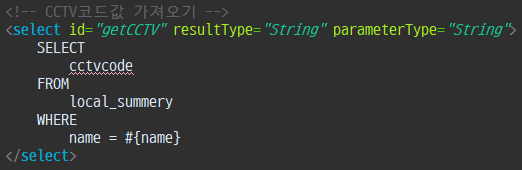 <!-- CCTV코드값 가져오기 -->
<select id="getCCTV" resultType="String" parameterType="String">
SELECT
cctvcode
FROM
local_summery
WHERE
name = #{name}
</select>